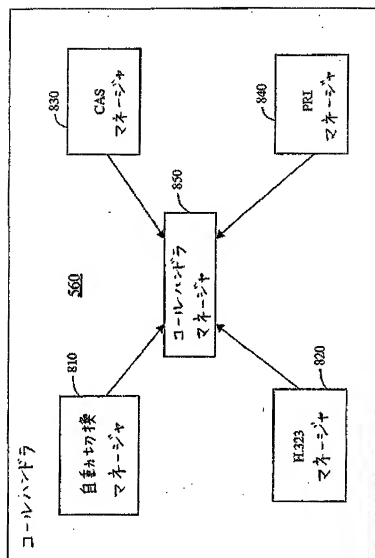 コールハンドラ
560
810
自動切換
マネージャ
830
CAS
マネージャ
850
コールハンドラ
マネージャ
820
H.323
マネージャ
840
PRI
マネージャ